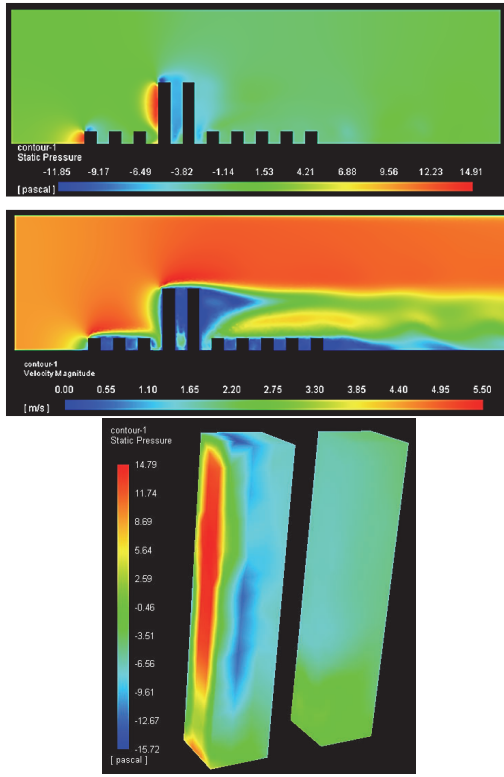 contour-1
Static Pressure
-11.85 -9.17 -6.49 -3.82 -1.14 1.53 4.21 6.88 9.56 12.23 14.91
[ pascal ]
contour-1
Velocity Magnitude
0.00 0.55 1.10 1.65 2.20 2.75 3.30 3.85 4.40 4.95 5.50
[ m/s ]
contour-1
Static Pressure
14.79
11.74
8.69
5.64
2.59
-0.46
-3.51
-6.56
-9.61
-12.67
-15.72
[ pascal ]